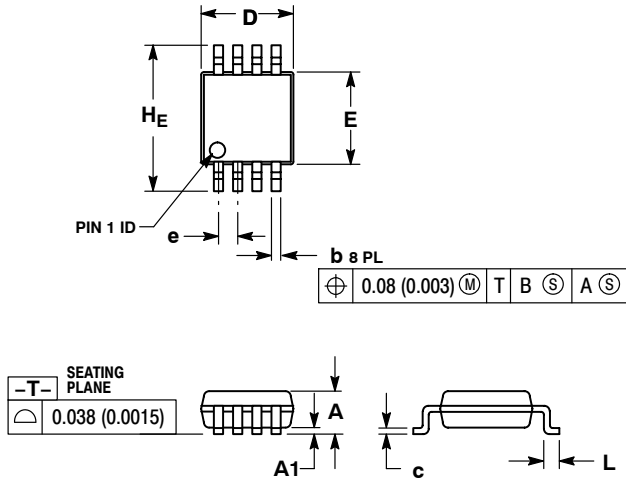 D
HE
E
PIN 1 ID
e
b 8 PL
⌖ 0.08 (0.003) Ⓜ T B Ⓢ A Ⓢ
–T– SEATING
PLANE
⌓ 0.038 (0.0015)
A
A1
c
L